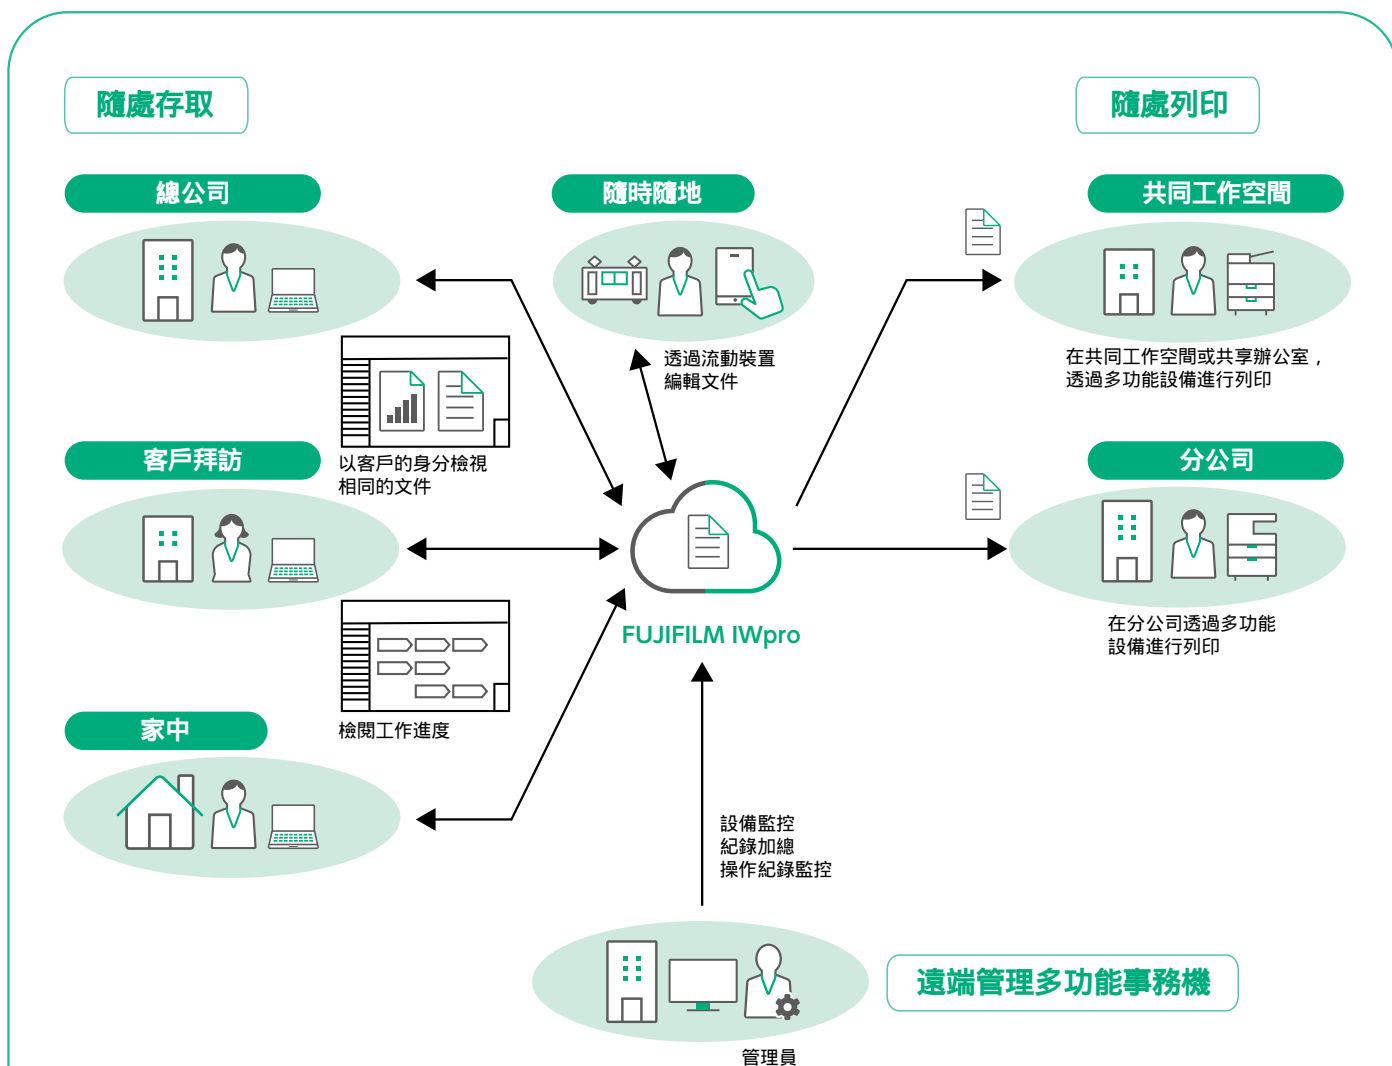 隨處存取
隨處列印
總公司
隨時隨地
共同工作空間
透過流動裝置
編輯文件
在共同工作空間或共享辦公室，
透過多功能設備進行列印
以客戶的身分檢視
相同的文件
客戶拜訪
分公司
FUJIFILM IWpro
在分公司透過多功能
設備進行列印
檢閱工作進度
家中
設備監控
紀錄加總
操作紀錄監控
遠端管理多功能事務機
管理員